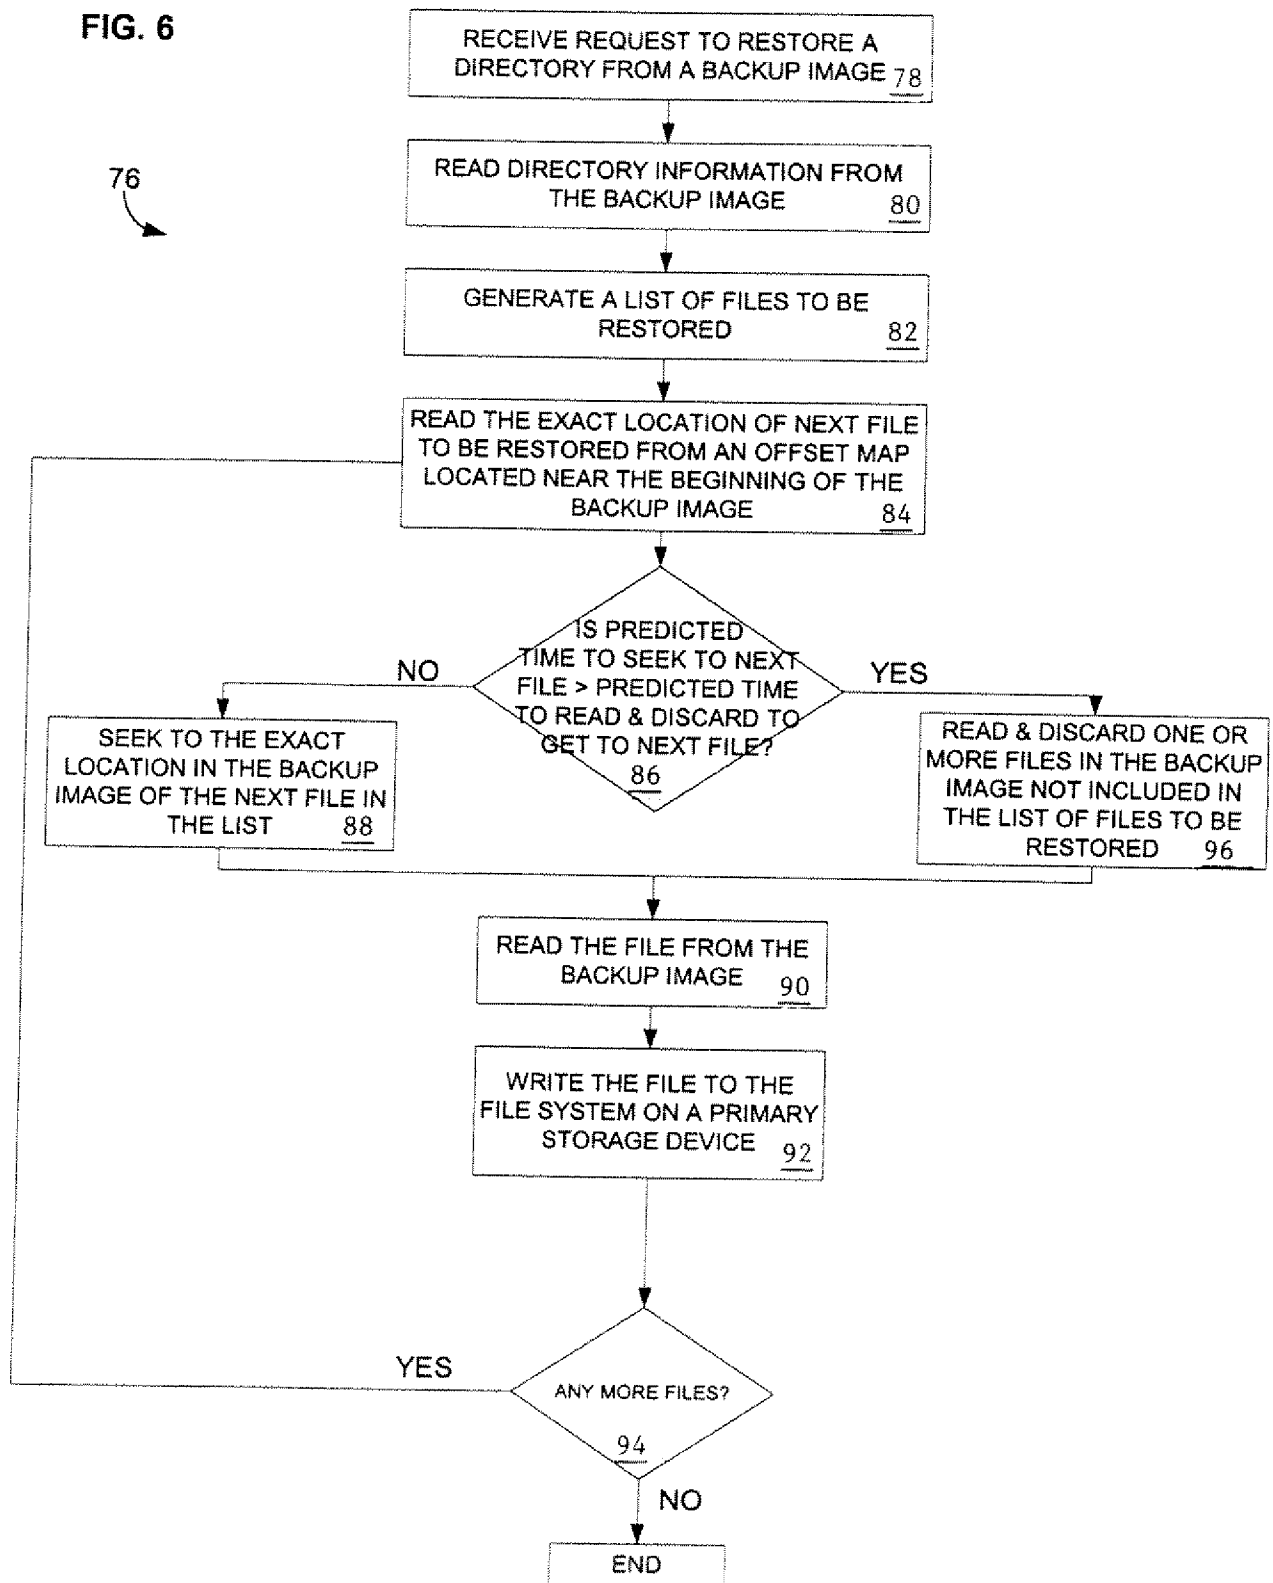 FIG. 6
RECEIVE REQUEST TO RESTORE A
DIRECTORY FROM A BACKUP IMAGE 78
76
READ DIRECTORY INFORMATION FROM
THE BACKUP IMAGE 80
GENERATE A LIST OF FILES TO BE
RESTORED 82
READ THE EXACT LOCATION OF NEXT FILE
TO BE RESTORED FROM AN OFFSET MAP
LOCATED NEAR THE BEGINNING OF THE
BACKUP IMAGE 84
IS PREDICTED
TIME TO SEEK TO NEXT
FILE > PREDICTED TIME
TO READ & DISCARD TO
GET TO NEXT FILE?
86
NO
YES
SEEK TO THE EXACT
LOCATION IN THE BACKUP
IMAGE OF THE NEXT FILE IN
THE LIST 88
READ & DISCARD ONE OR
MORE FILES IN THE BACKUP
IMAGE NOT INCLUDED IN
THE LIST OF FILES TO BE
RESTORED 96
READ THE FILE FROM THE
BACKUP IMAGE 90
WRITE THE FILE TO THE
FILE SYSTEM ON A PRIMARY
STORAGE DEVICE 92
YES
ANY MORE FILES?
94
NO
END